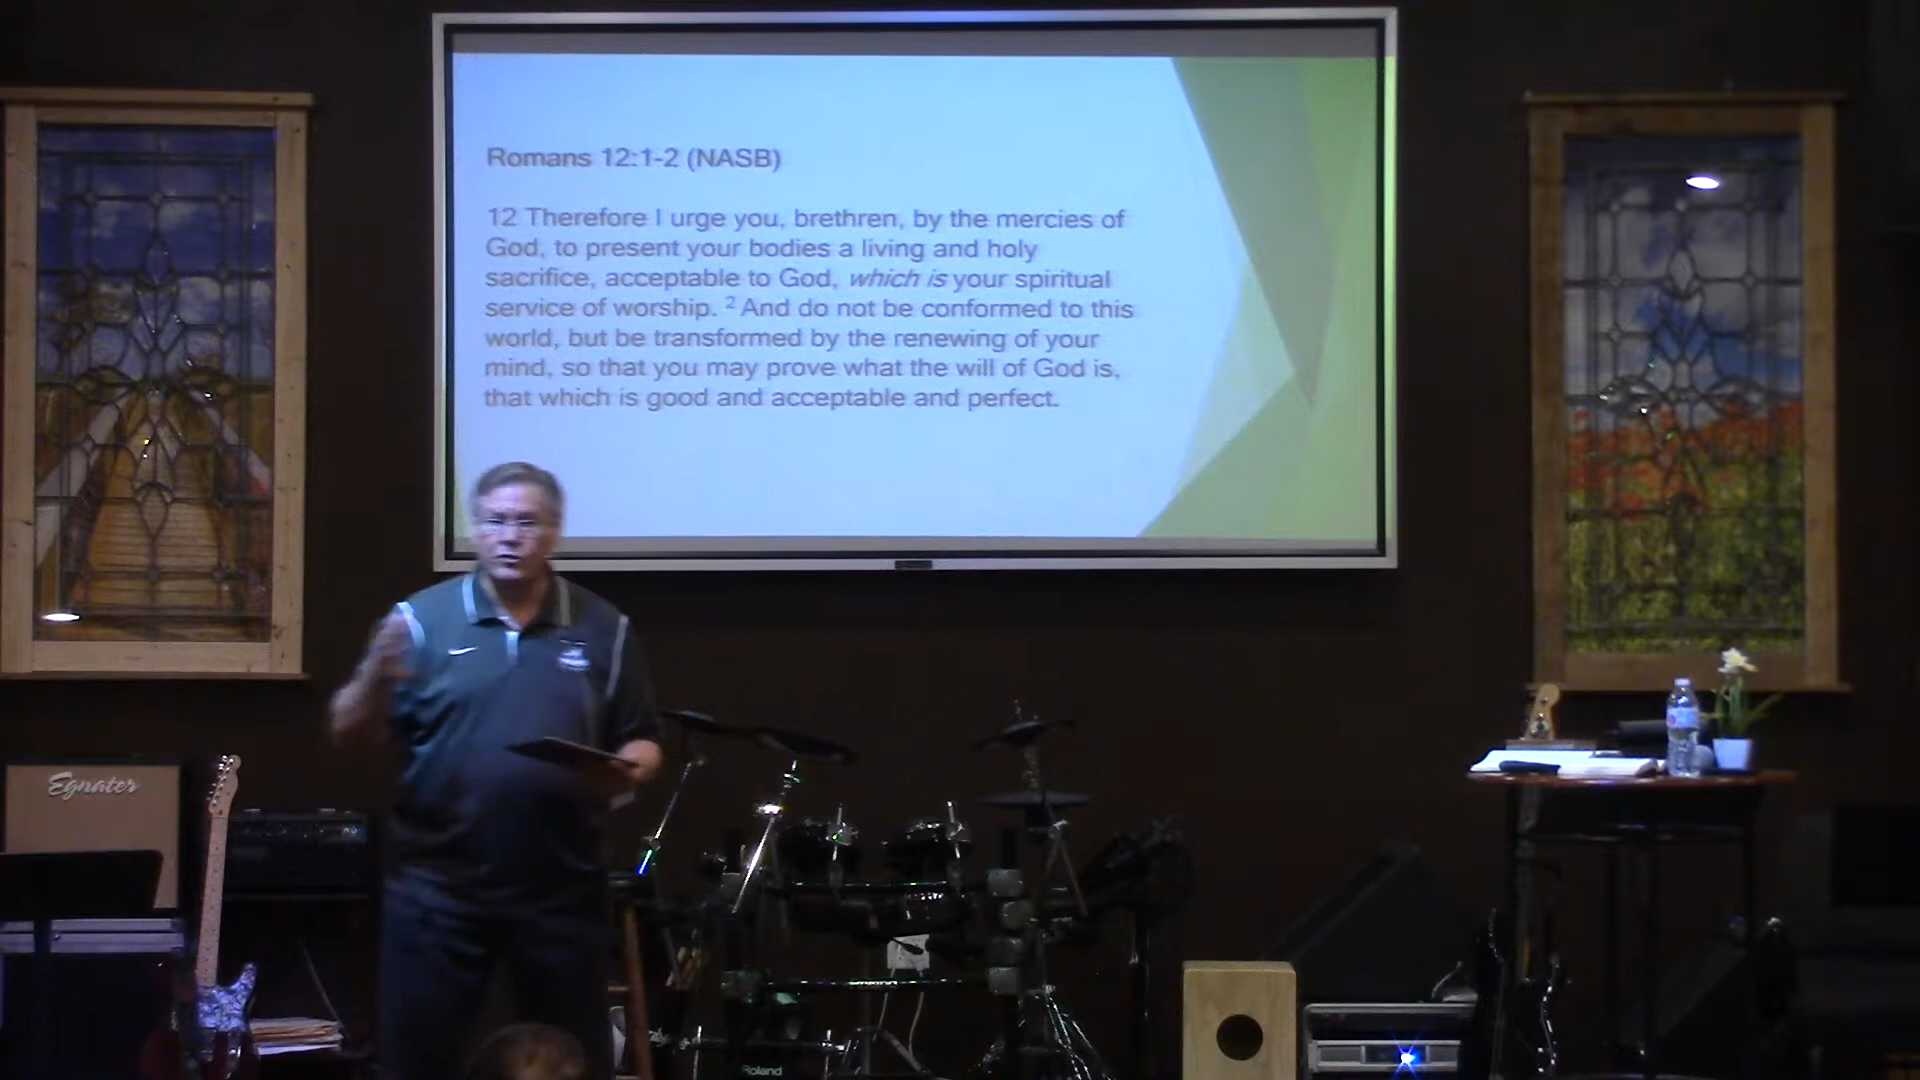 Romans 12:1-2 (NASB)
12 Therefore I urge you, brethren, by the mercies of
God, to present your bodies a living and holy
sacrifice, acceptable to God, which is your spiritual
service of worship. 2 And do not be conformed to this
world, but be transformed by the renewing of your
mind, so that you may prove what the will of God is,
that which is good and acceptable and perfect.
Egnater
Roland